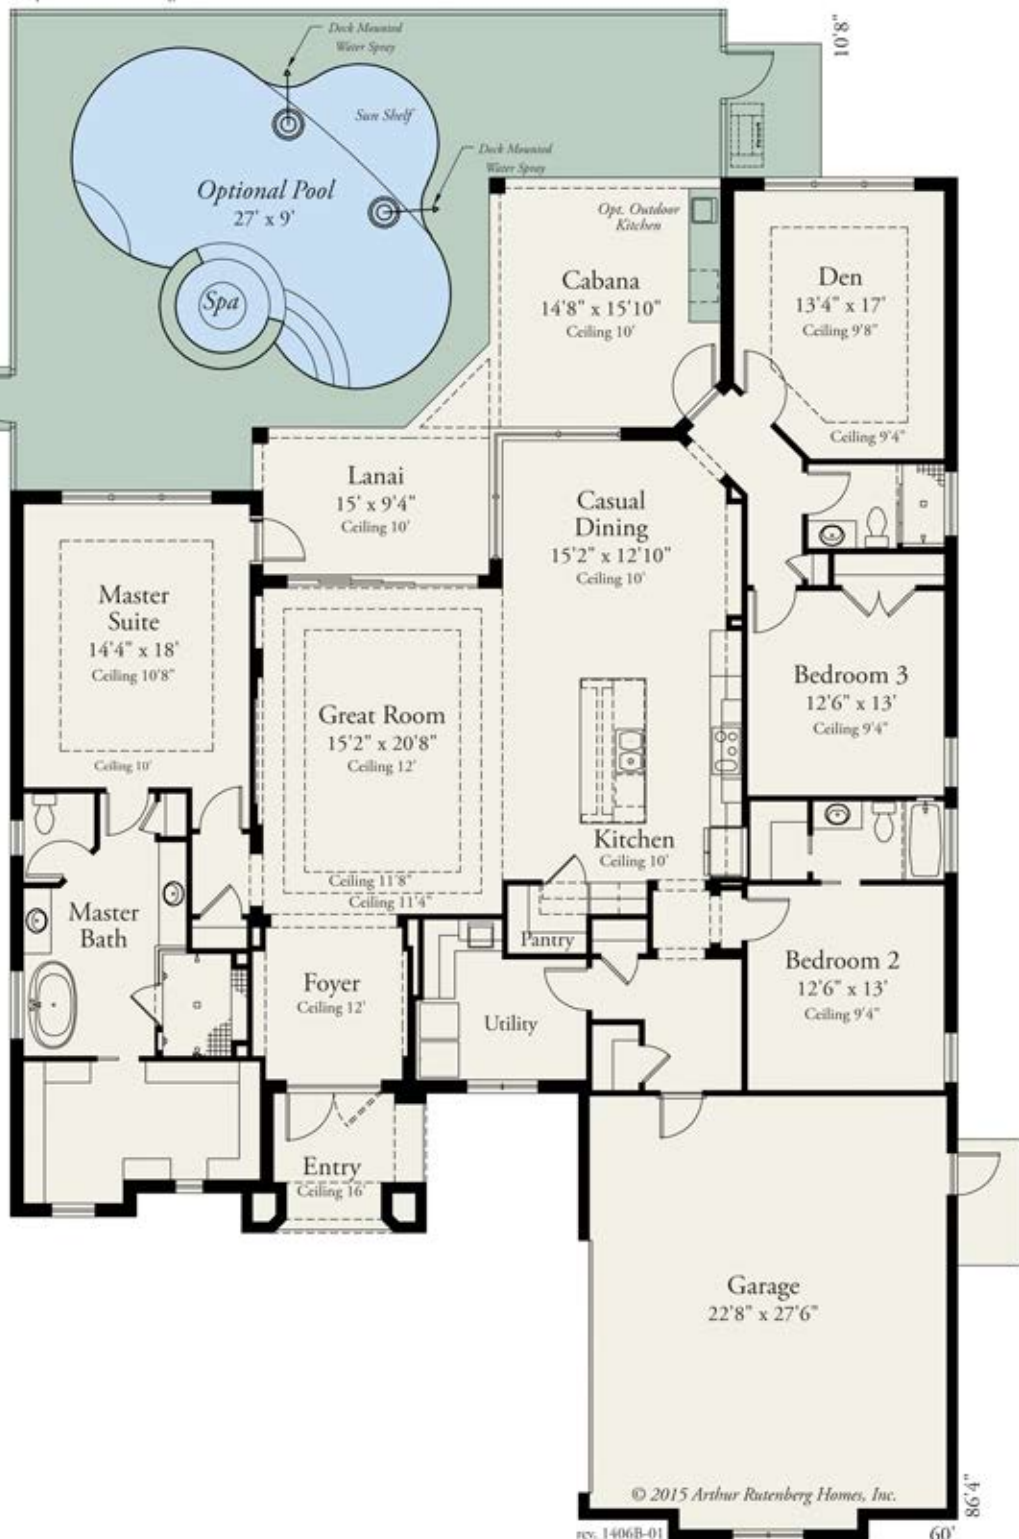 Deck Mounted
Water Spray
10'8"
Sun Shelf
Deck Mounted
Water Spray
Optional Pool
27' x 9'
Spa
Opt. Outdoor
Kitchen
Cabana
14'8" x 15'10"
Ceiling 10'
Den
13'4" x 17'
Ceiling 9'8"
Ceiling 9'4"
Lanai
15' x 9'4"
Ceiling 10'
Casual
Dining
15'2" x 12'10"
Ceiling 10'
Master
Suite
14'4" x 18'
Ceiling 10'8"
Ceiling 10'
Great Room
15'2" x 20'8"
Ceiling 12'
Ceiling 11'8"
Ceiling 11'4"
Bedroom 3
12'6" x 13'
Ceiling 9'4"
Kitchen
Ceiling 10'
Pantry
Master
Bath
Foyer
Ceiling 12'
Utility
Bedroom 2
12'6" x 13'
Ceiling 9'4"
Entry
Ceiling 16'
Garage
22'8" x 27'6"
© 2015 Arthur Rutenberg Homes, Inc.
86'4"
rev. 1406B-01
60'